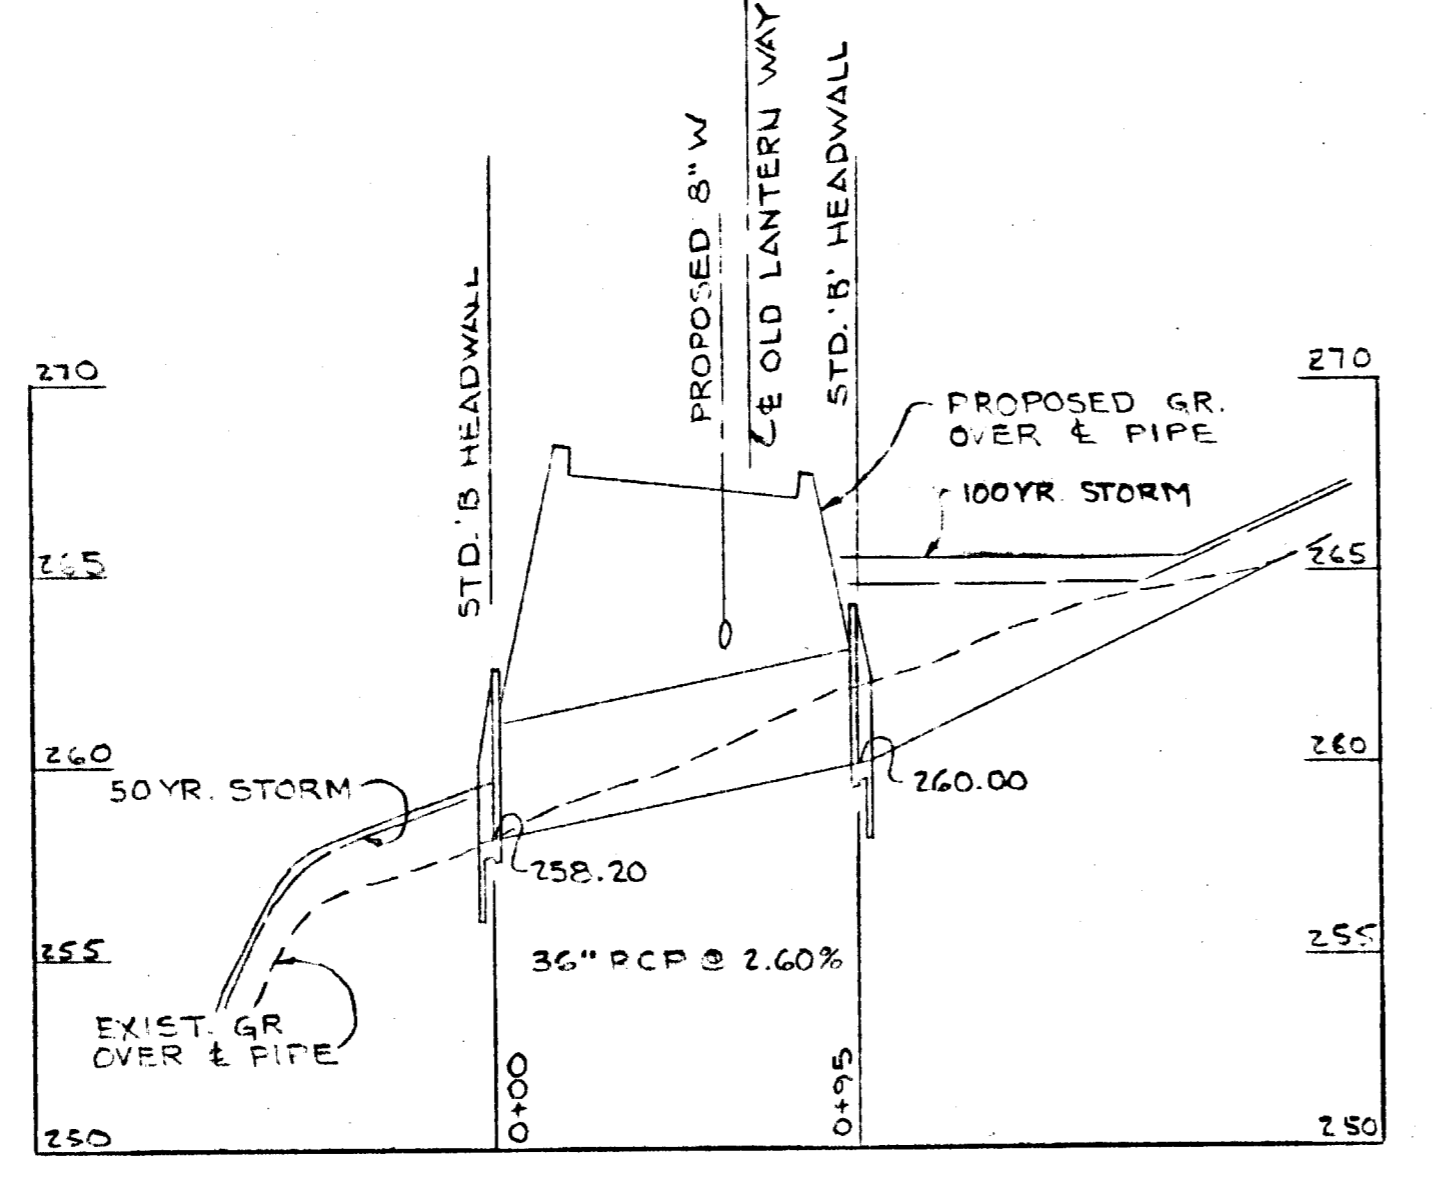 STD. 'B' HEADWALL
PROPOSED 8" W
℄ OLD LANTERN WAY
STD. 'B' HEADWALL
270
270
PROPOSED GR.
OVER ℄ PIPE
100 YR. STORM
265
265
260
260
50 YR. STORM
260.00
258.20
255
255
36" RCP @ 2.60%
EXIST. GR
OVER ℄ PIPE
0+00
0+95
250
250